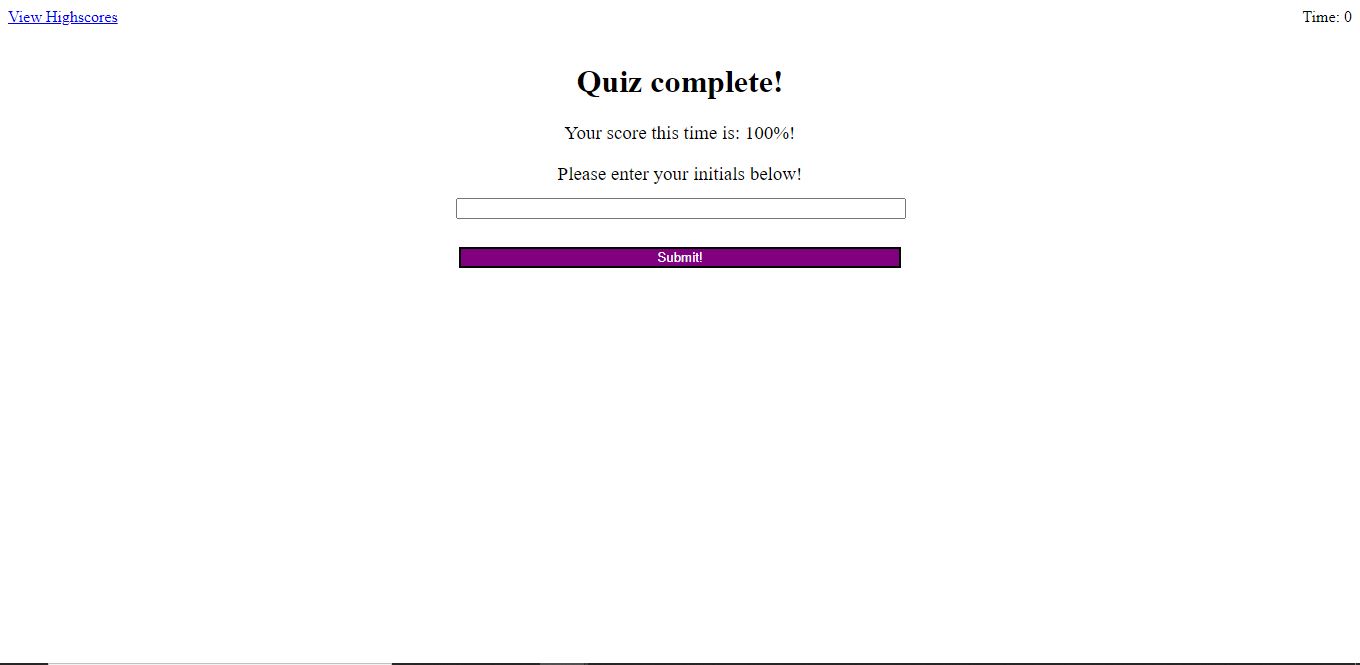 View Highscores
Time: 0
Quiz complete!
Your score this time is: 100%!
Please enter your initials below!
Submit!